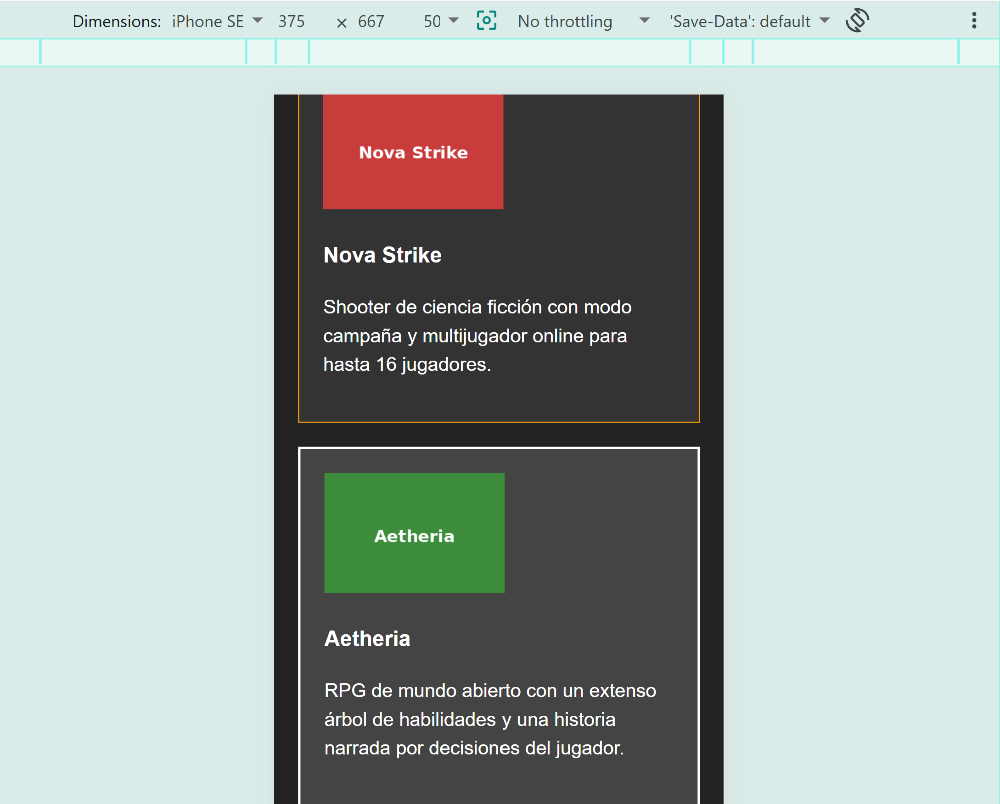 Dimensions: iPhone SE 375 × 667 50 No throttling 'Save-Data': default
Nova Strike
Nova Strike
Shooter de ciencia ficción con modo
campaña y multijugador online para
hasta 16 jugadores.
Aetheria
Aetheria
RPG de mundo abierto con un extenso
árbol de habilidades y una historia
narrada por decisiones del jugador.